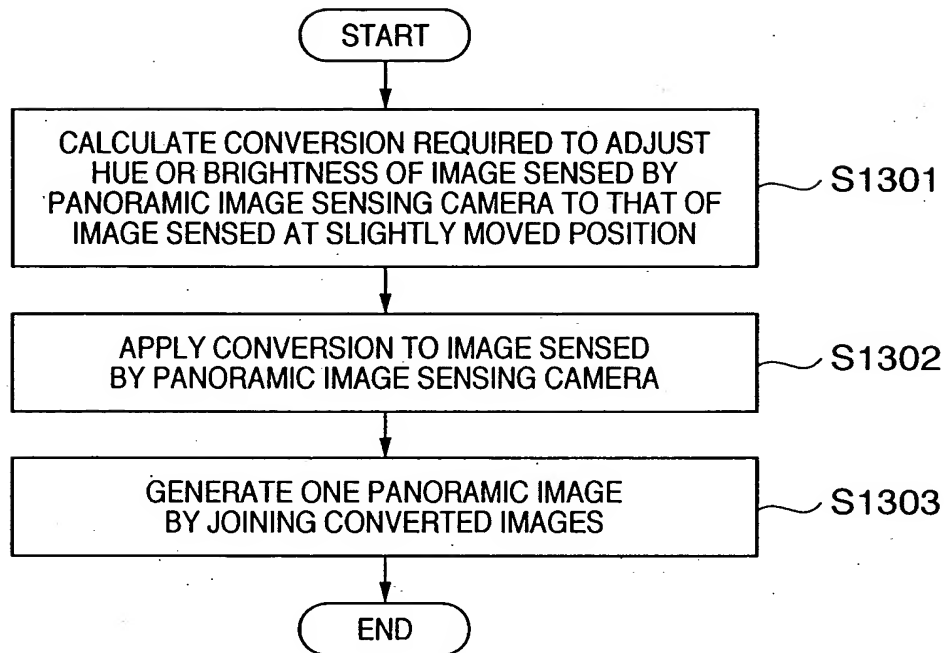 START
CALCULATE CONVERSION REQUIRED TO ADJUST
HUE OR BRIGHTNESS OF IMAGE SENSED BY
PANORAMIC IMAGE SENSING CAMERA TO THAT OF
IMAGE SENSED AT SLIGHTLY MOVED POSITION
S1301
APPLY CONVERSION TO IMAGE SENSED
BY PANORAMIC IMAGE SENSING CAMERA
S1302
GENERATE ONE PANORAMIC IMAGE
BY JOINING CONVERTED IMAGES
S1303
END